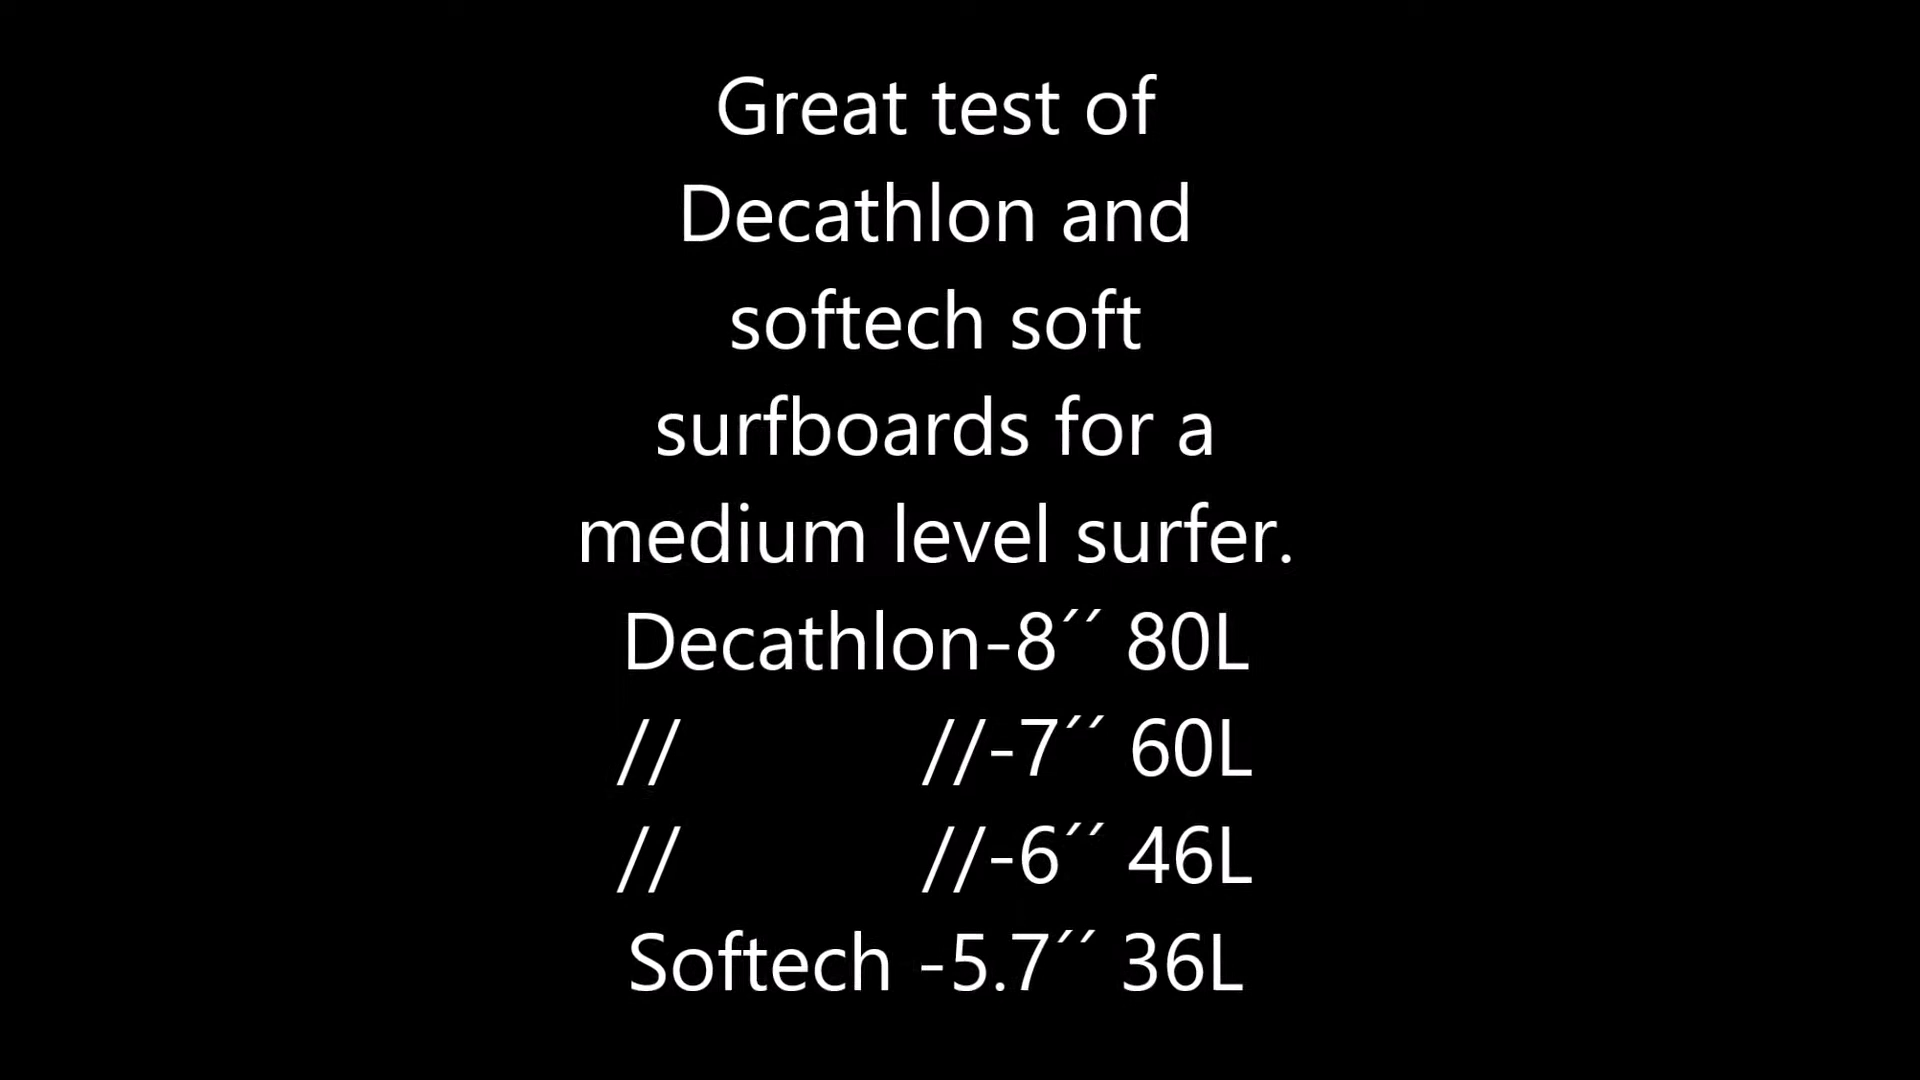 Great test of
Decathlon and
softech soft
surfboards for a
medium level surfer.
Decathlon-8´´ 80L
// //-7´´ 60L
// //-6´´ 46L
Softech -5.7´´ 36L